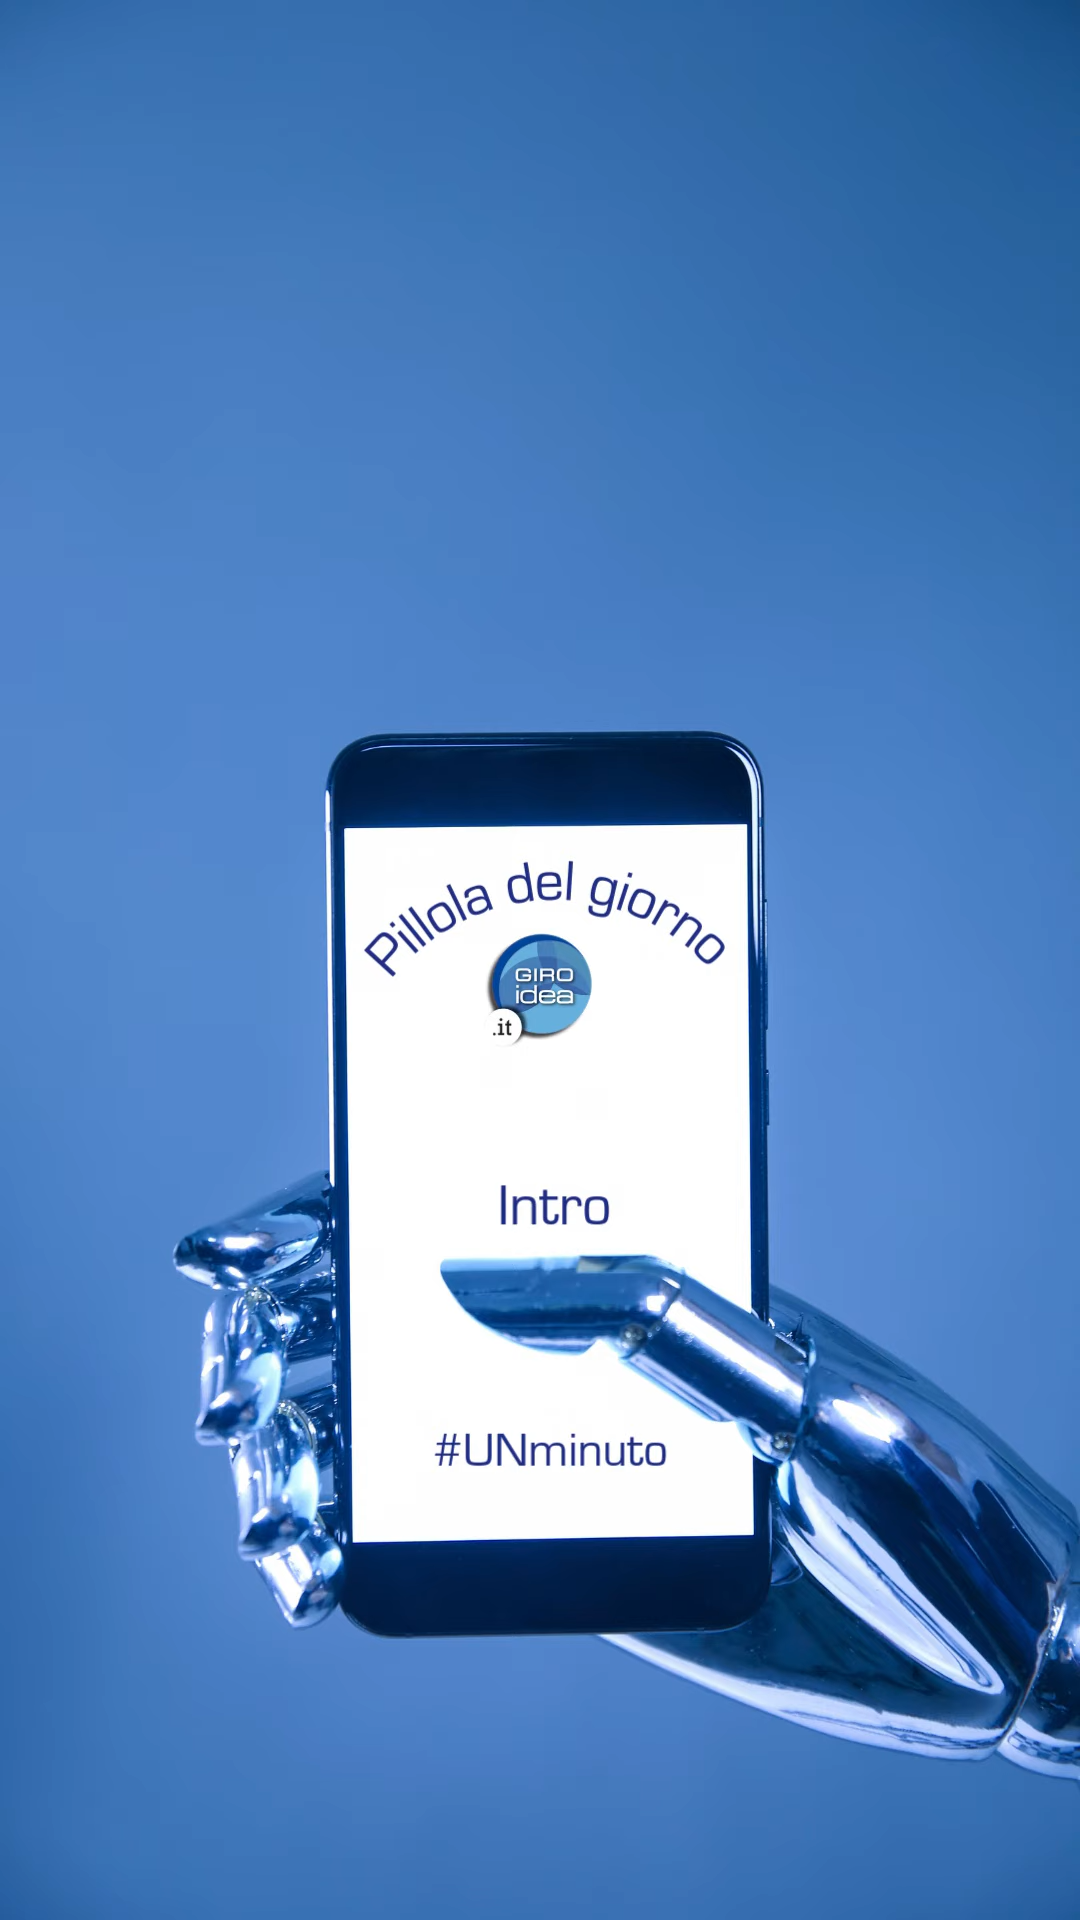 Pillola del giorno
GIRO
idea
.it
Intro
#UNminuto